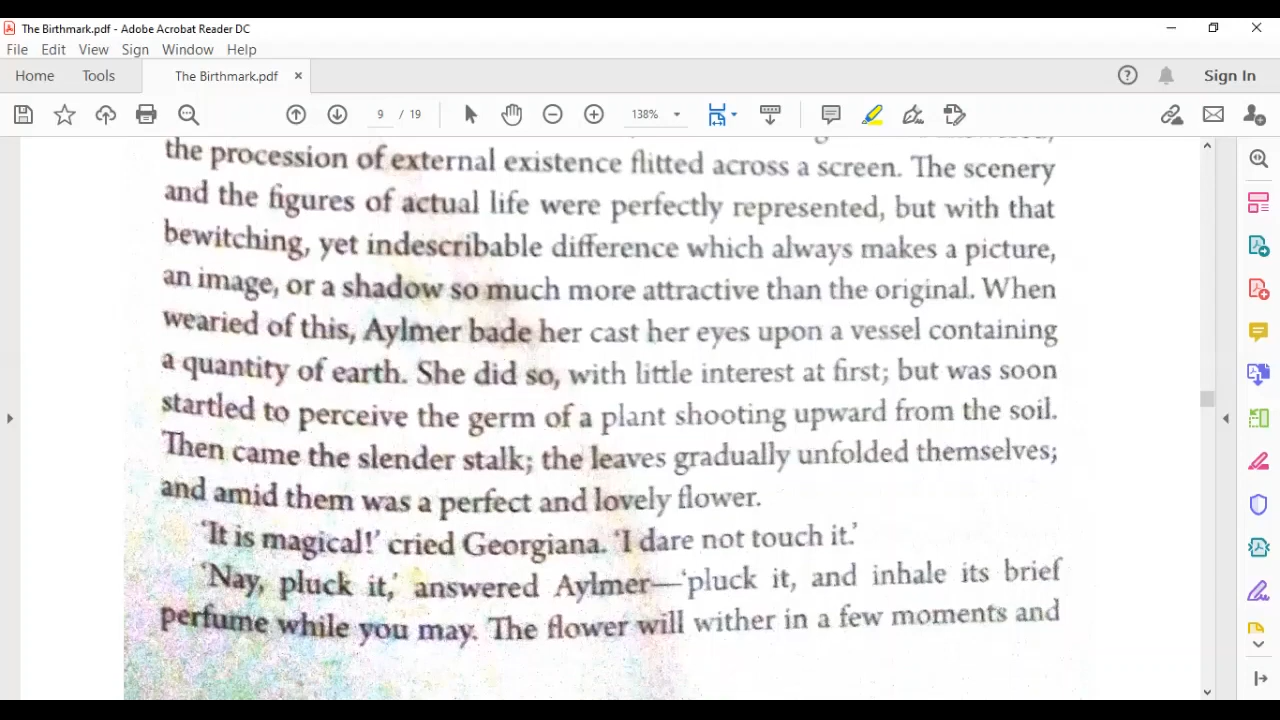 The Birthmark.pdf - Adobe Acrobat Reader DC
File Edit View Sign Window Help
Home Tools The Birthmark.pdf × Sign In
9 / 19 138%
the procession of external existence flitted across a screen. The scenery
and the figures of actual life were perfectly represented, but with that
bewitching, yet indescribable difference which always makes a picture,
an image, or a shadow so much more attractive than the original. When
wearied of this, Aylmer bade her cast her eyes upon a vessel containing
a quantity of earth. She did so, with little interest at first; but was soon
startled to perceive the germ of a plant shooting upward from the soil.
Then came the slender stalk; the leaves gradually unfolded themselves;
and amid them was a perfect and lovely flower.
'It is magical!' cried Georgiana. 'I dare not touch it.'
'Nay, pluck it,' answered Aylmer—'pluck it, and inhale its brief
perfume while you may. The flower will wither in a few moments and